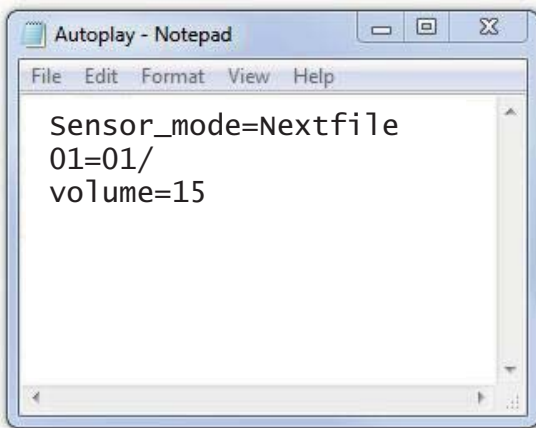 Autoplay - Notepad
File Edit Format View Help
Sensor_mode=Nextfile
01=01/
volume=15